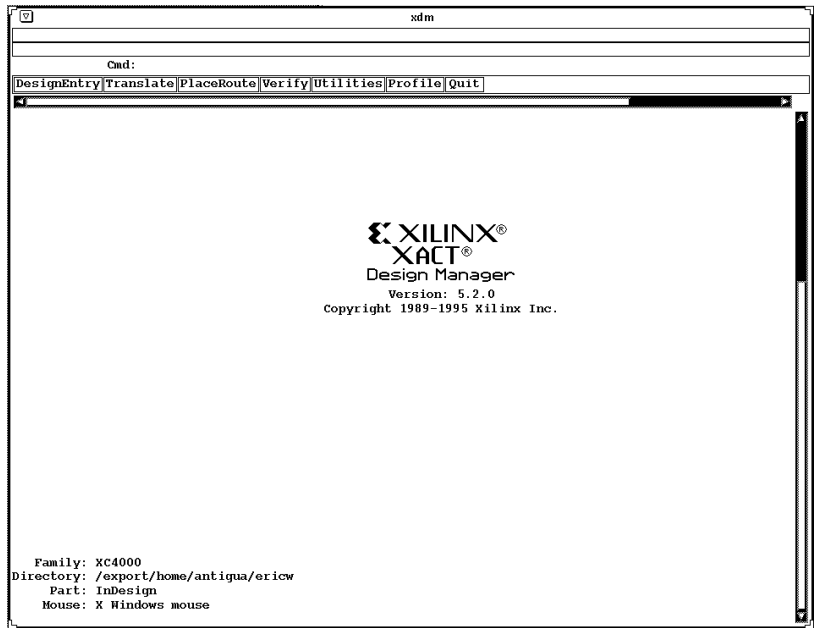 xdm
Cmd:
DesignEntry Translate PlaceRoute Verify Utilities Profile Quit
XILINX®
XACT®
Design Manager
Version: 5.2.0
Copyright 1989-1995 Xilinx Inc.
Family: XC4000
Directory: /export/home/antigua/ericw
Part: InDesign
Mouse: X Windows mouse